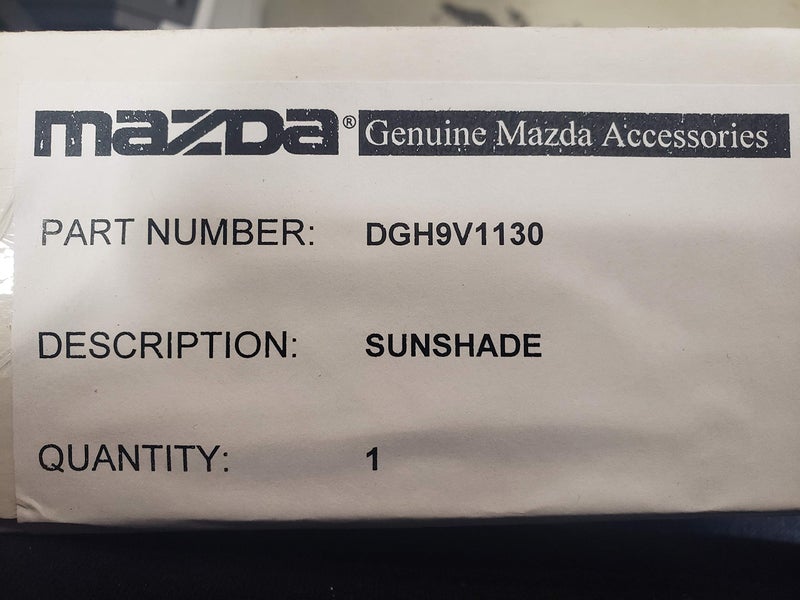 mazda® Genuine Mazda Accessories
PART NUMBER: DGH9V1130
DESCRIPTION: SUNSHADE
QUANTITY: 1